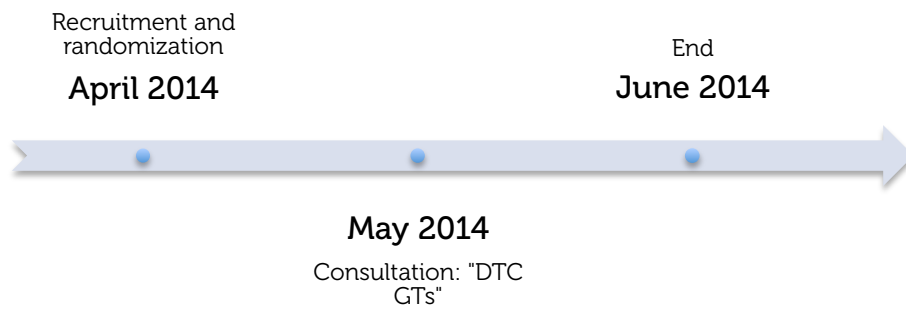 Recruitment and
randomization
April 2014
End
June 2014
May 2014
Consultation: "DTC
GTs"